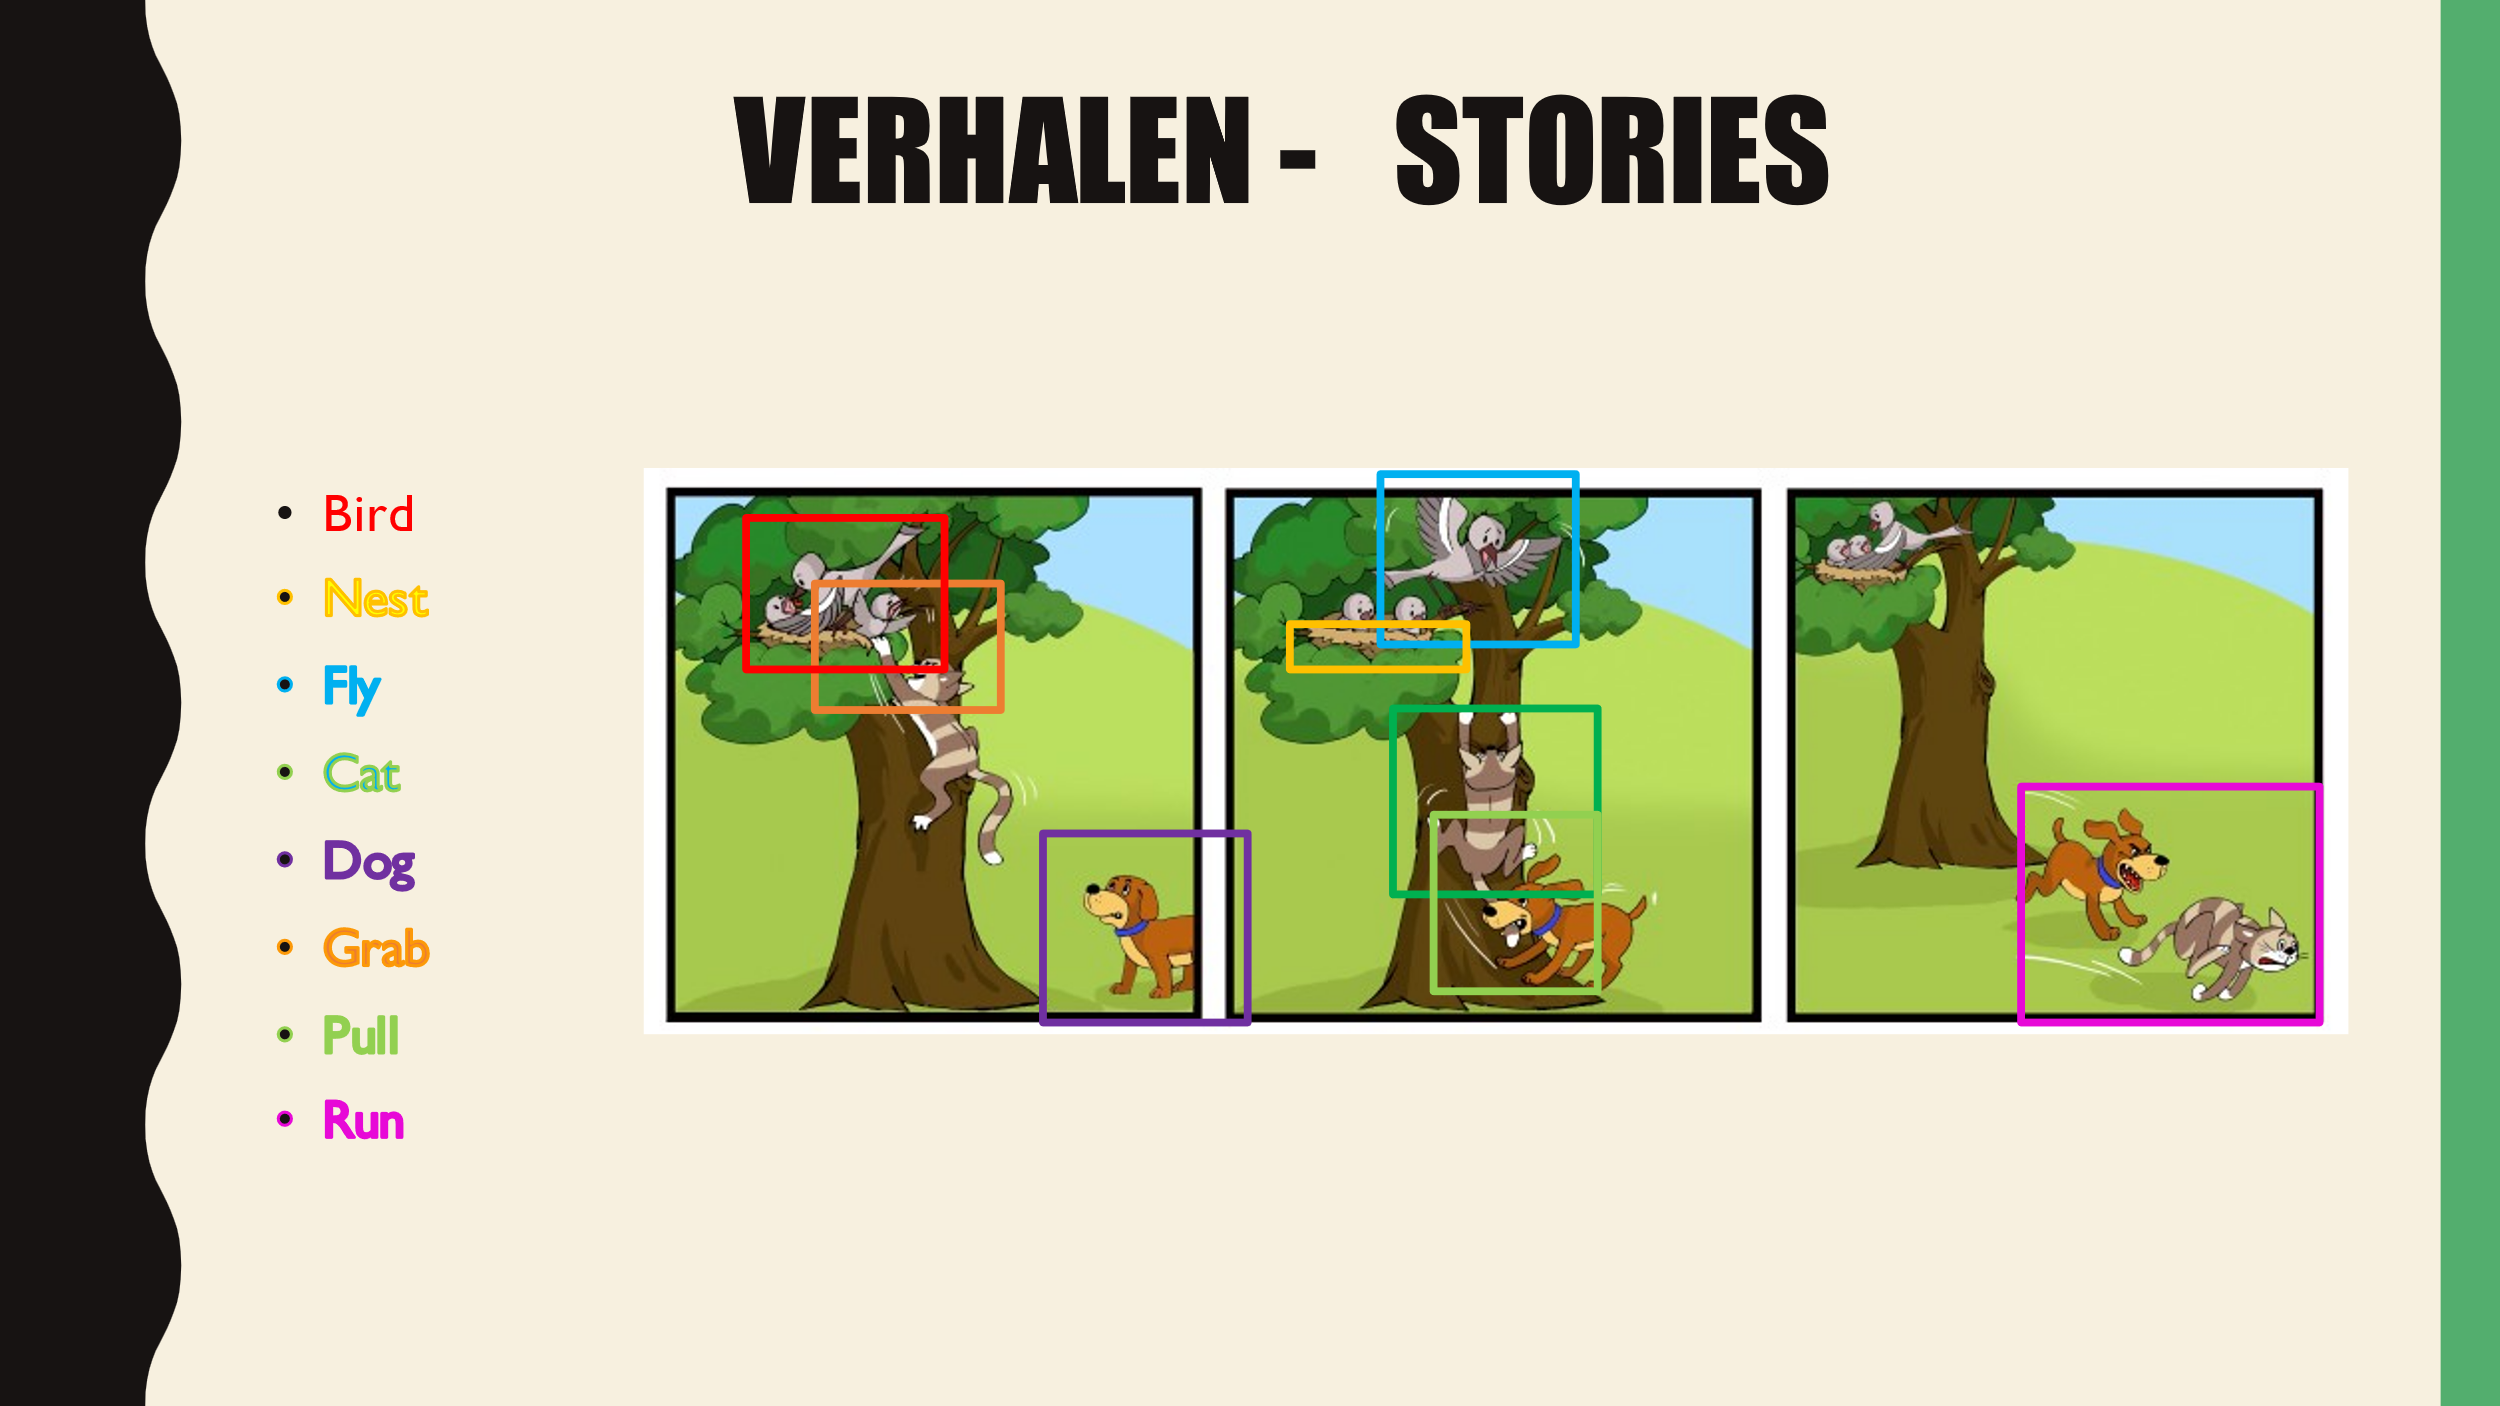 VERHALEN - STORIES
• Bird
• Nest
• Fly
• Cat
• Dog
• Grab
• Pull
• Run